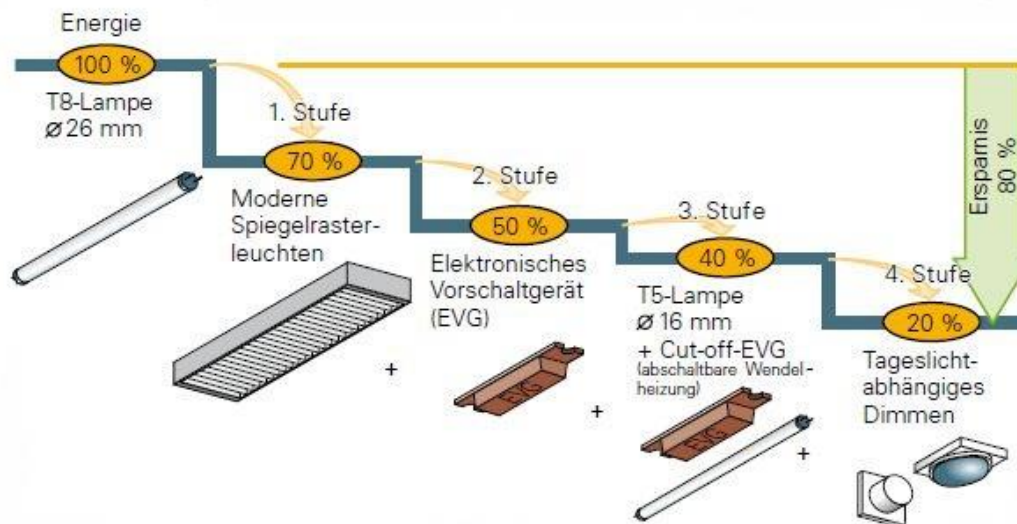 Energie
100 %
T8-Lampe
Ø 26 mm
1. Stufe
70 %
Moderne
Spiegelraster-
leuchten
+
2. Stufe
50 %
Elektronisches
Vorschaltgerät
(EVG)
EVG
+
3. Stufe
40 %
T5-Lampe
Ø 16 mm
+ Cut-off-EVG
(abschaltbare Wendel-
heizung)
EVG
+
4. Stufe
20 %
Tageslicht-
abhängiges
Dimmen
Ersparnis
80 %